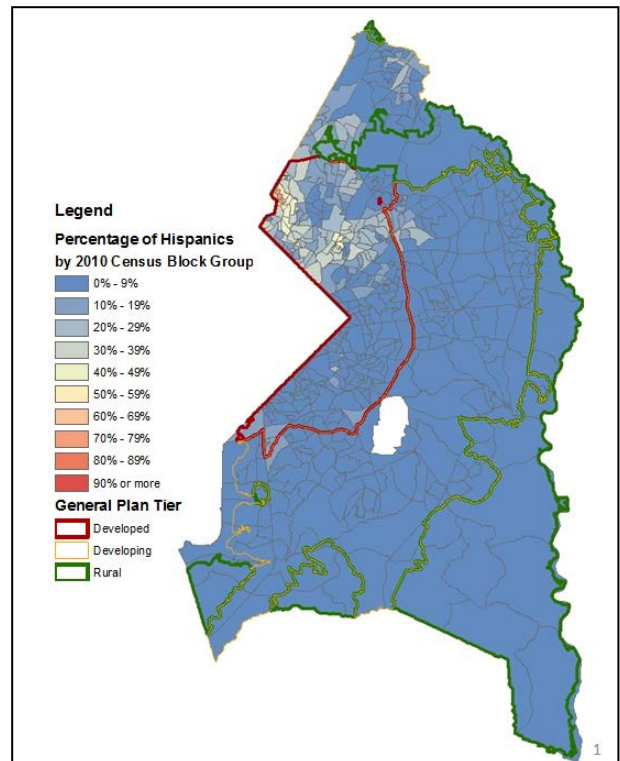 Legend
Percentage of Hispanics
by 2010 Census Block Group
0% - 9%
10% - 19%
20% - 29%
30% - 39%
40% - 49%
50% - 59%
60% - 69%
70% - 79%
80% - 89%
90% or more
General Plan Tier
Developed
Developing
Rural
1